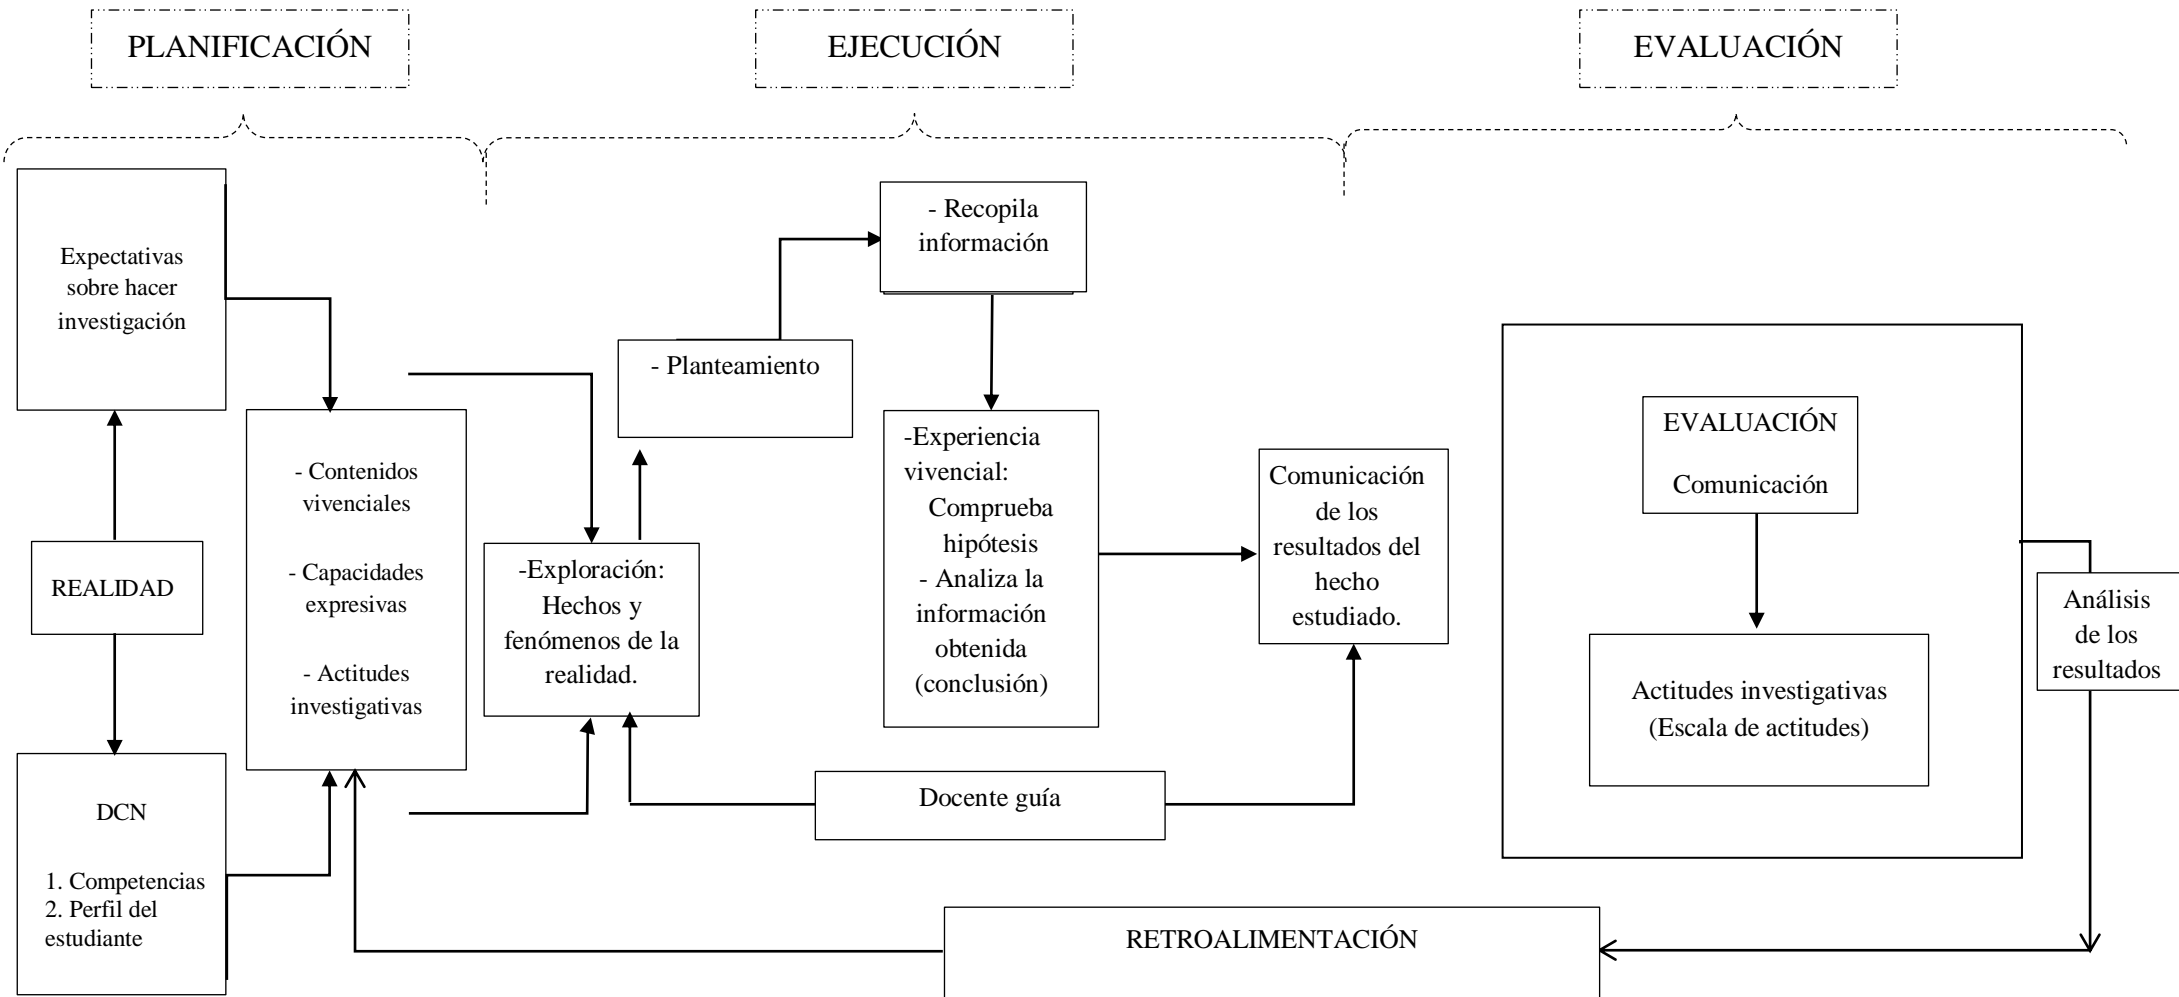 PLANIFICACIÓN
EJECUCIÓN
EVALUACIÓN
Expectativas
sobre hacer
investigación
REALIDAD
DCN
1. Competencias
2. Perfil del
estudiante
- Contenidos
vivenciales
- Capacidades
expresivas
- Actitudes
investigativas
-Exploración:
Hechos y
fenómenos de la
realidad.
- Planteamiento
- Recopila
información
-Experiencia
vivencial:
Comprueba
hipótesis
- Analiza la
información
obtenida
(conclusión)
Comunicación
de los
resultados del
hecho
estudiado.
Docente guía
EVALUACIÓN
Comunicación
Actitudes investigativas
(Escala de actitudes)
Análisis
de los
resultados
RETROALIMENTACIÓN